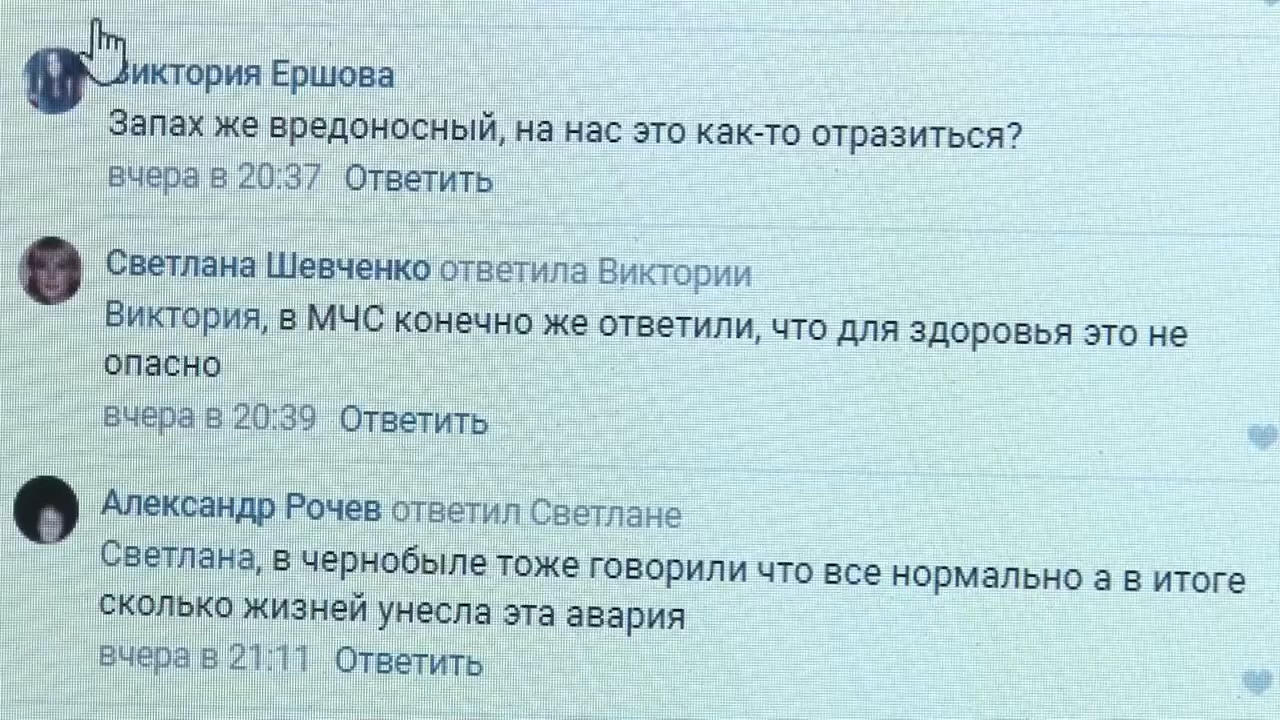 Виктория Ершова
Запах же вредоносный, на нас это как-то отразиться?
вчера в 20:37 Ответить
Светлана Шевченко ответила Виктории
Виктория, в МЧС конечно же ответили, что для здоровья это не
опасно
вчера в 20:39 Ответить
Александр Рочев ответил Светлане
Светлана, в чернобыле тоже говорили что все нормально а в итоге
сколько жизней унесла эта авария
вчера в 21:11 Ответить